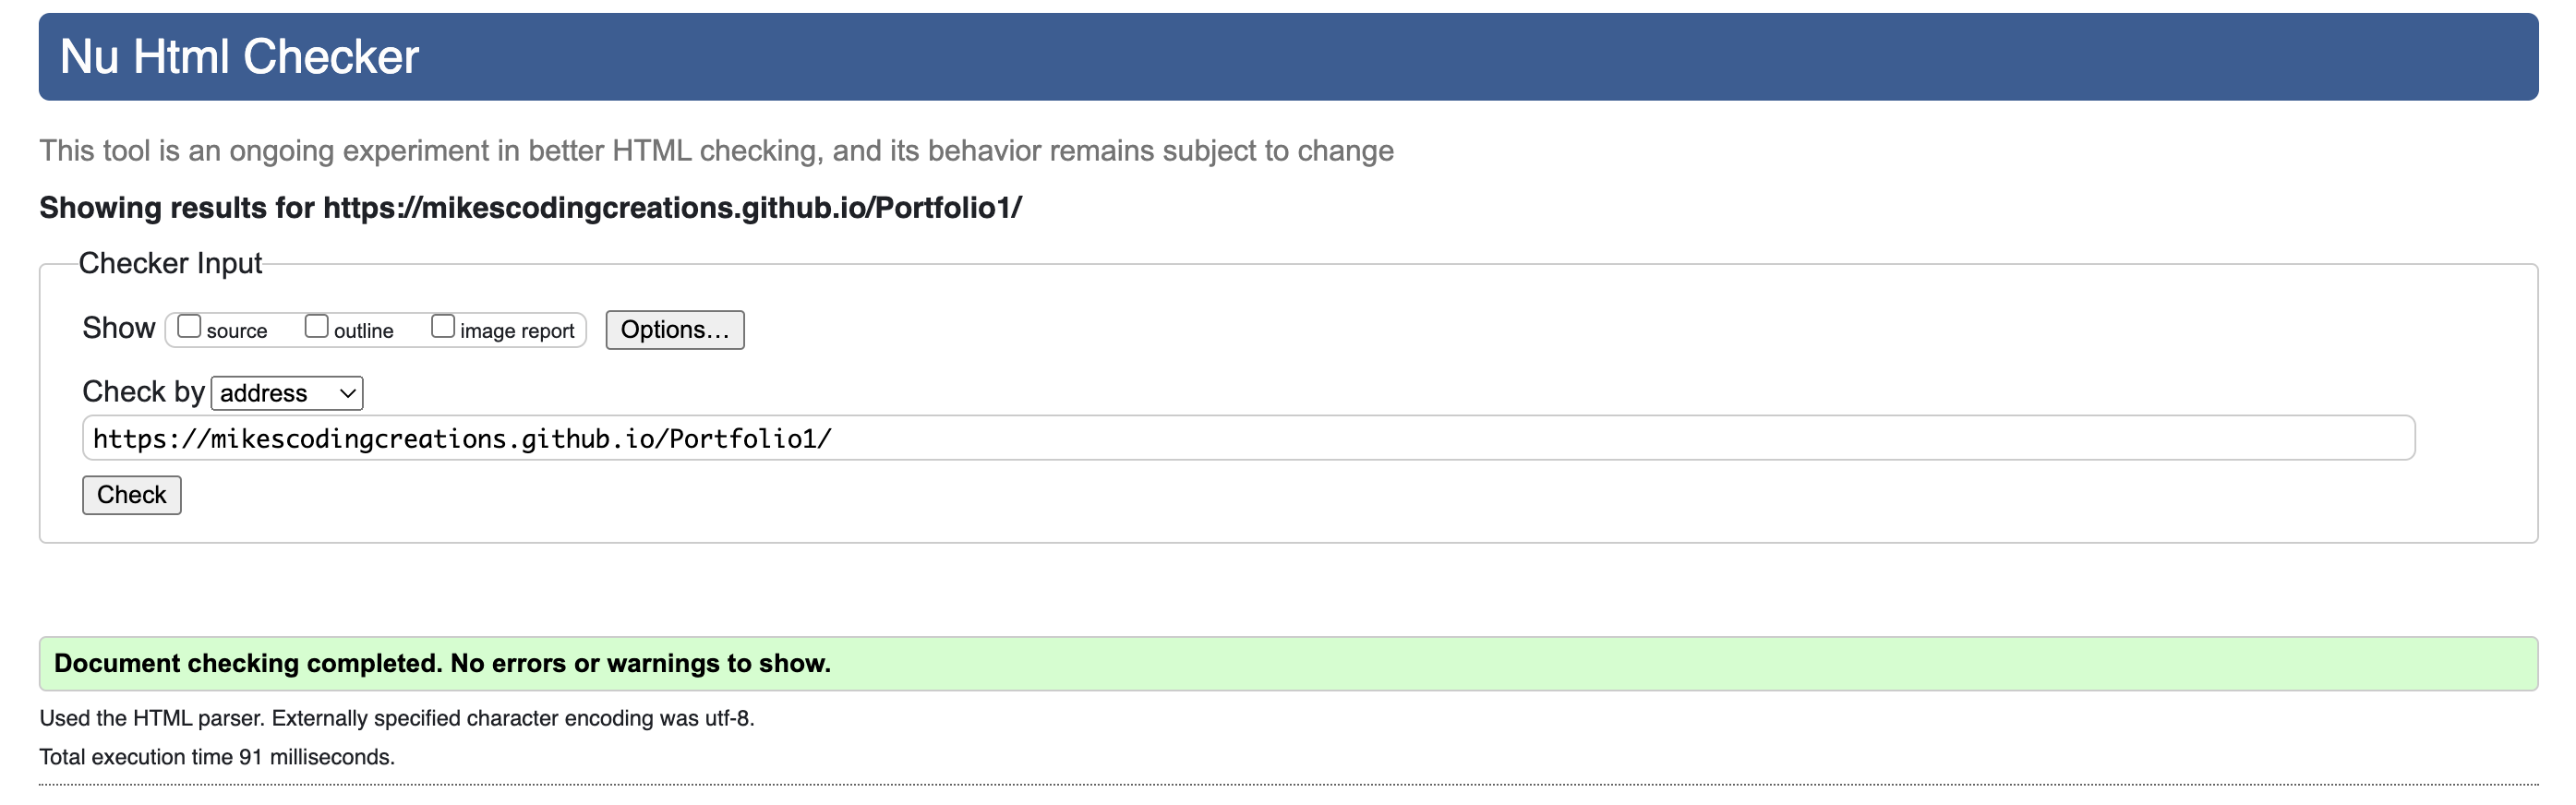 Nu Html Checker
This tool is an ongoing experiment in better HTML checking, and its behavior remains subject to change
Showing results for https://mikescodingcreations.github.io/Portfolio1/
Checker Input
Show source outline image report Options...
Check by address
https://mikescodingcreations.github.io/Portfolio1/
Check
Document checking completed. No errors or warnings to show.
Used the HTML parser. Externally specified character encoding was utf-8.
Total execution time 91 milliseconds.